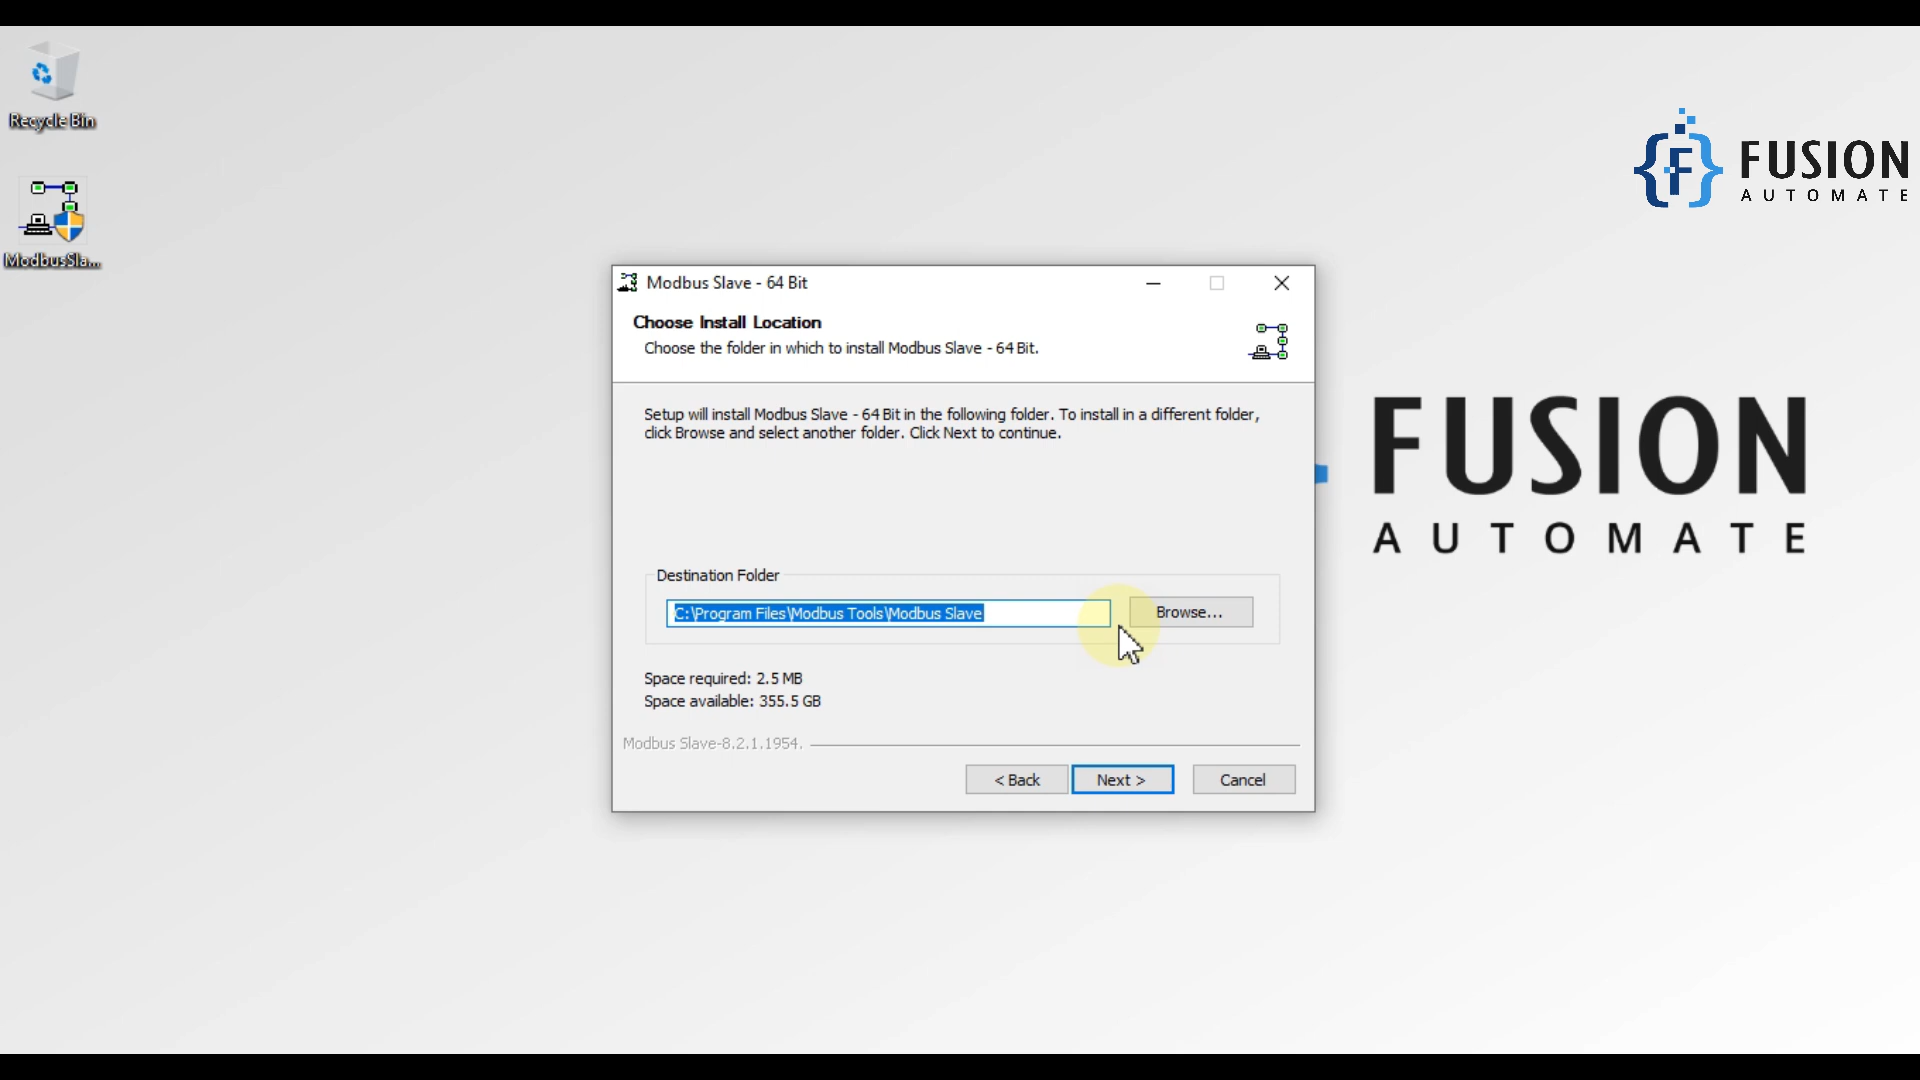 Recycle Bin
ModbusSla...
FUSION
AUTOMATE
Modbus Slave - 64 Bit
Choose Install Location
Choose the folder in which to install Modbus Slave - 64 Bit.
Setup will install Modbus Slave - 64 Bit in the following folder. To install in a different folder,
click Browse and select another folder. Click Next to continue.
FUSION
AUTOMATE
Destination Folder
C:\Program Files\Modbus Tools\Modbus Slave
Browse...
Space required: 2.5 MB
Space available: 355.5 GB
Modbus Slave-8.2.1.1954.
< Back
Next >
Cancel